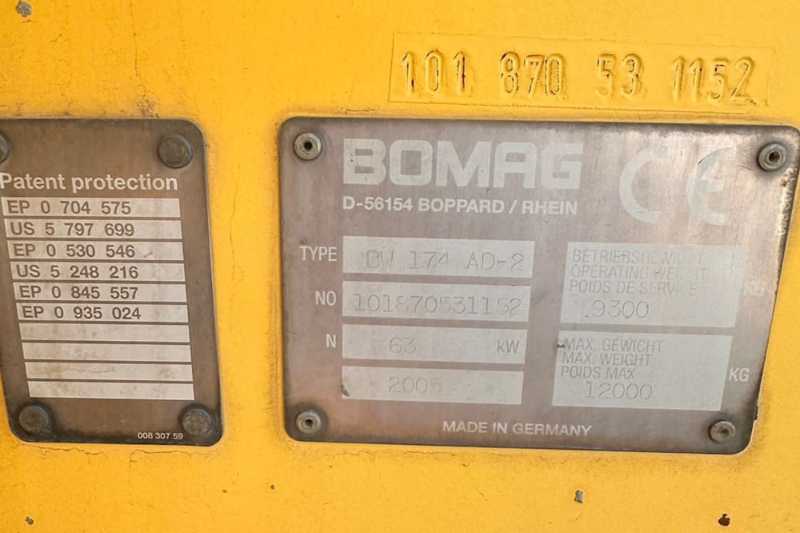 101 870 53 1152
Patent protection
EP 0 704 575
US 5 797 699
EP 0 530 546
US 5 248 216
EP 0 845 557
EP 0 935 024
008 307 59
BOMAG
CE
D-56154 BOPPARD / RHEIN
TYPE BW 174 AD-2
NO 101870531152
N 63 kW
BETRIEBSGEWICHT
OPERATING WEIGHT
POIDS DE SERVICE
9300
MAX. GEWICHT
MAX. WEIGHT
POIDS MAX
12000 KG
MADE IN GERMANY